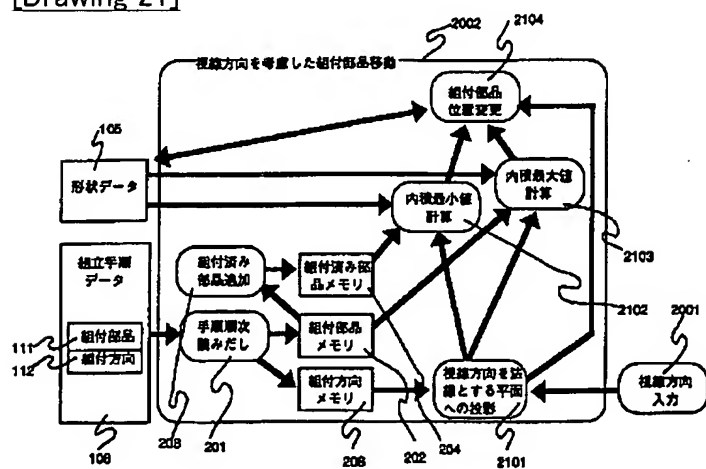 [Drawing 21]
2002
2104
視線方向を考慮した組付部品移動
組付部品
位置変更
105
形状データ
内積最小値
計算
内積最大値
計算
2103
組立手順
データ
組付済み
部品追加
組付済み部
品メモリ
2102
2001
111
組付部品
112
組付方向
手順順次
読みだし
組付部品
メモリ
視線方向を法
線とする平面
への投影
視線方向
入力
組付方向
メモリ
106
203
201
206
202
204
2101